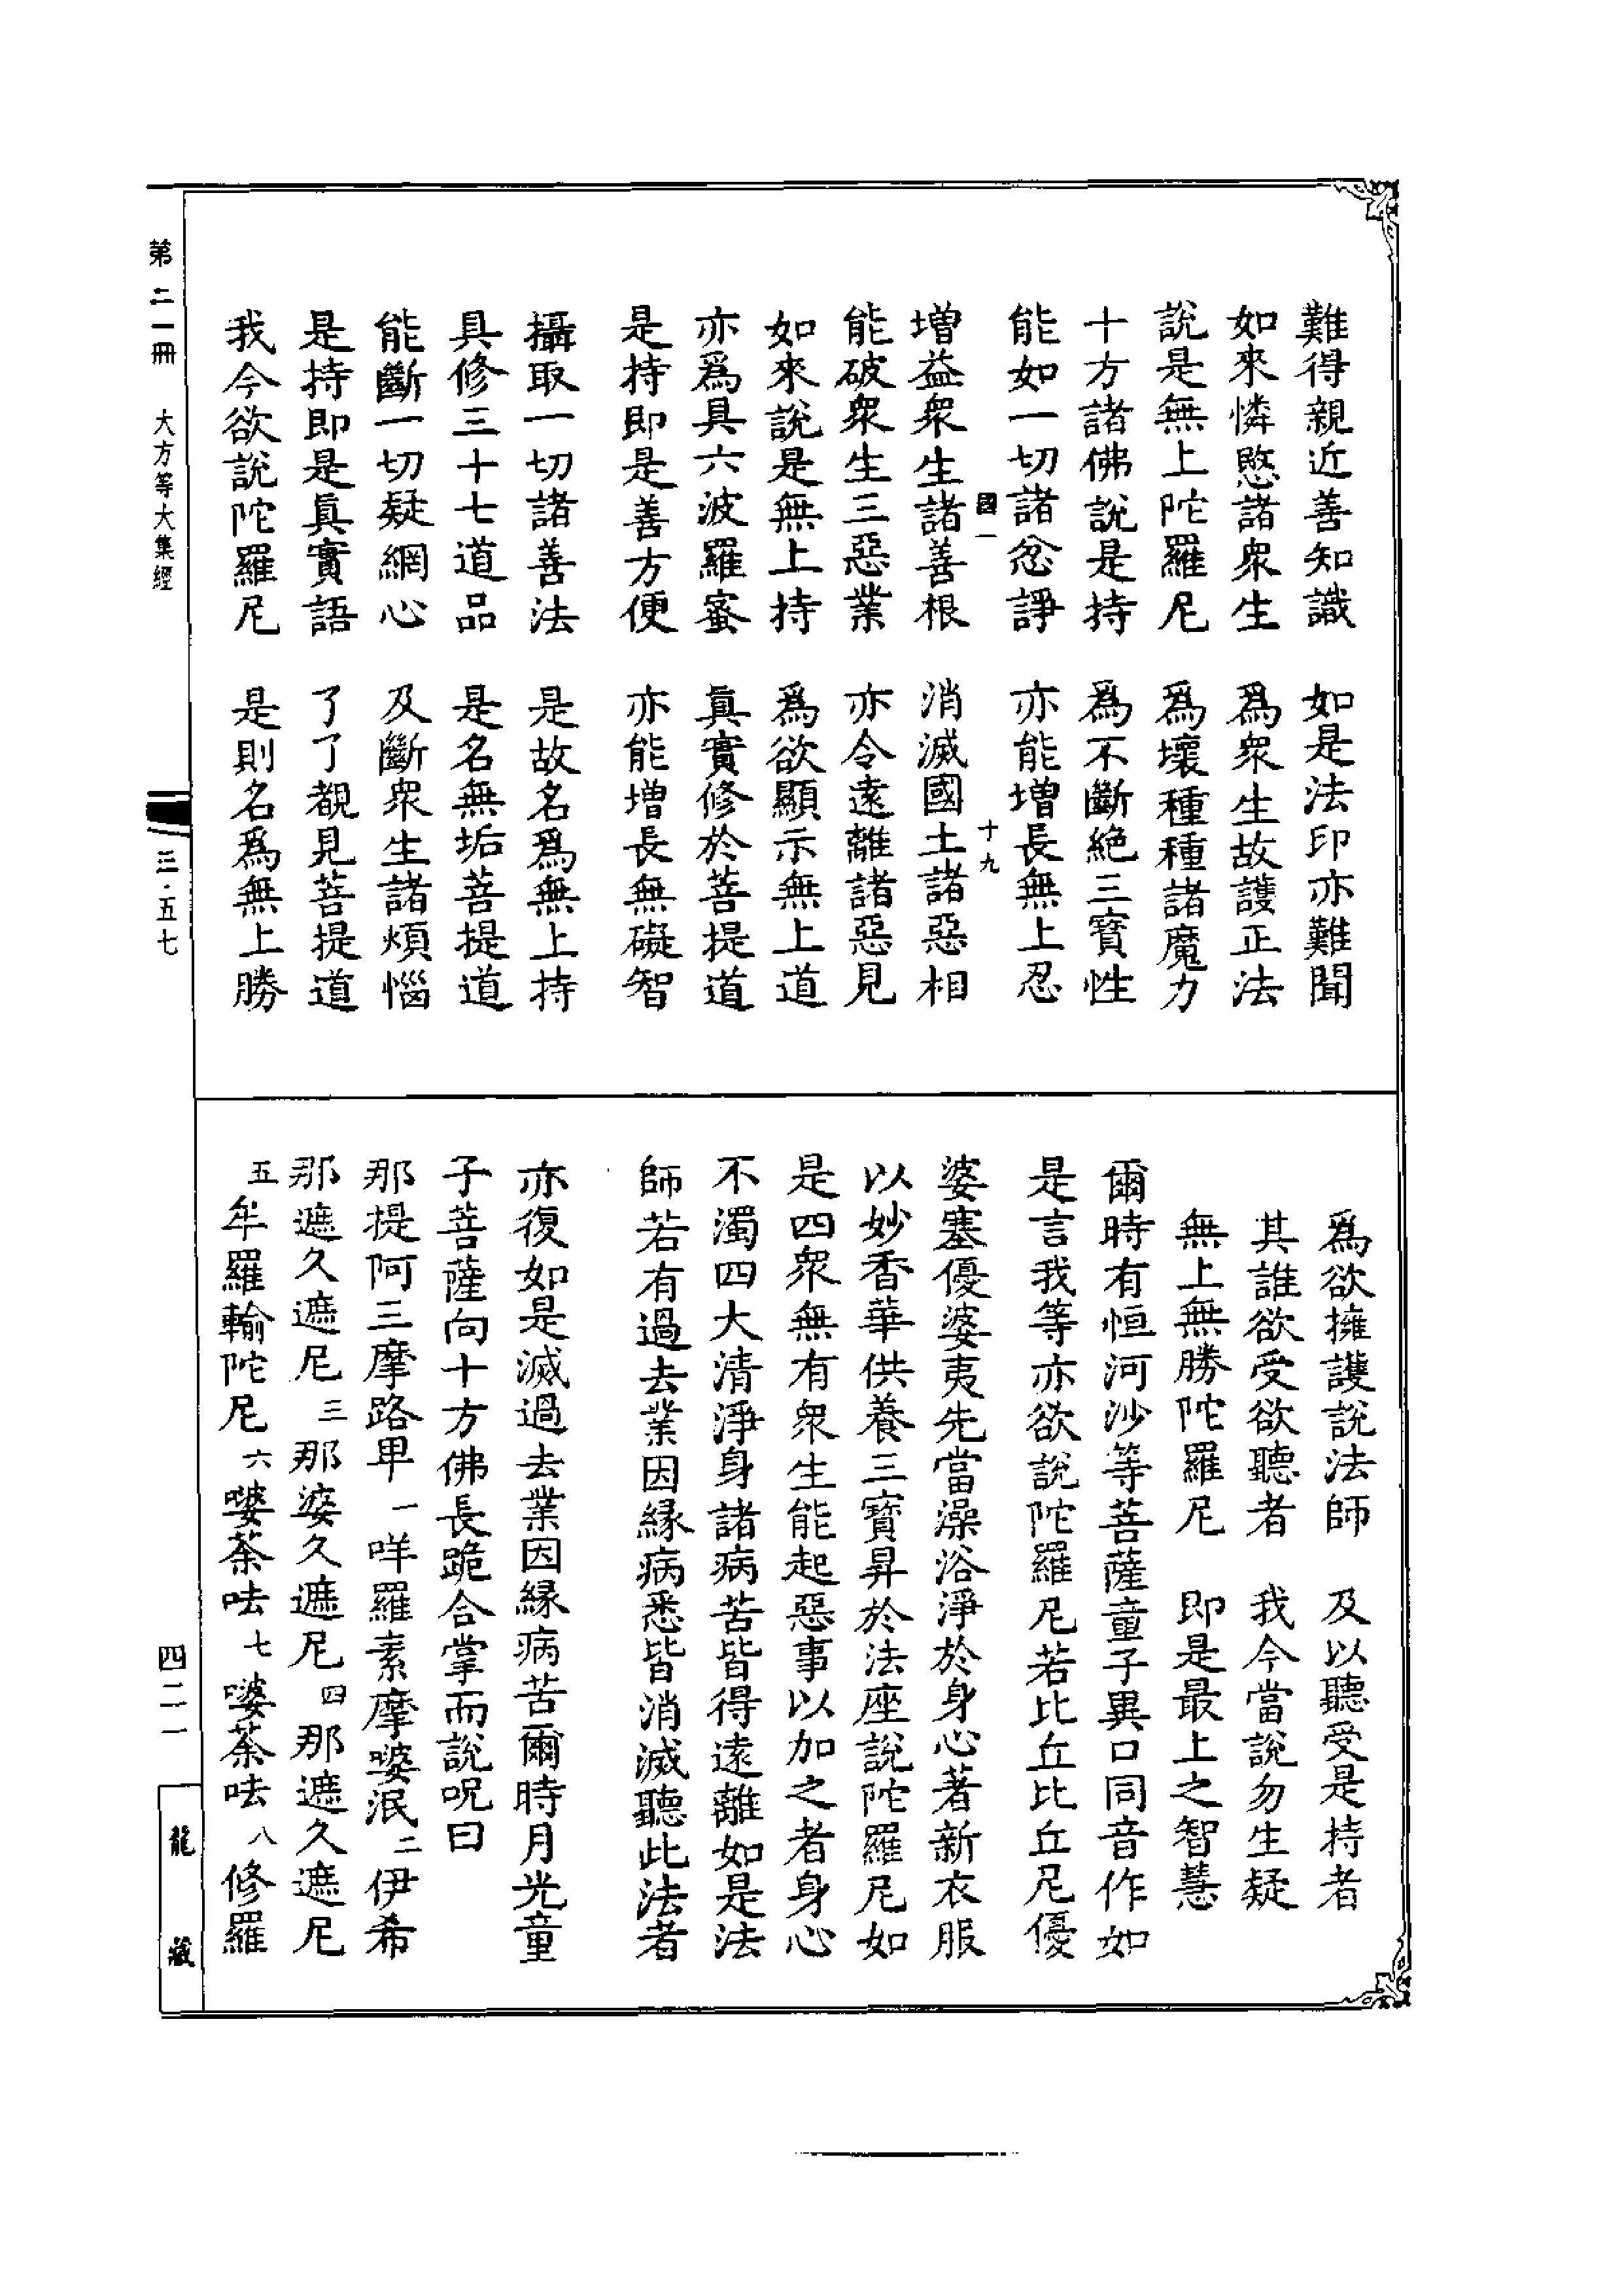 難得親近善知識　如是法印亦難聞
如來憐愍諸衆生　爲衆生故護正法
說是無上陀羅尼　爲壞種種諸魔力
十方諸佛說是持　爲不斷絶三寳性
能如一切諸忿諍　亦能増長無上忍
國一　十九
増益衆生諸善根　消滅國土諸惡相
能破衆生三惡業　亦令遠離諸惡見
如來說是無上持　爲欲顯示無上道
亦爲具六波羅蜜　眞實修於菩提道
是持即是善方便　亦能増長無礙智
攝取一切諸善法　是故名爲無上持
具修三十七道品　是名無垢菩提道
能斷一切疑網心　及斷衆生諸煩惱
是持即是眞實語　了了覩見菩提道
我今欲說陀羅尼　是則名爲無上勝
爲欲擁護說法師　及以聽受是持者
其誰欲受欲聽者　我今當說勿生疑
無上無勝陀羅尼　即是最上之智慧
爾時有恒河沙等菩薩童子異口同音作如
是言我等亦欲說陀羅尼若比丘比丘尼優
婆塞優婆夷先當澡浴淨於身心著新衣服
以妙香華供養三寳昇於法座說陀羅尼如
是四衆無有衆生能起惡事以加之者身心
不濁四大清淨身諸病苦皆得遠離如是法
師若有過去業因縁病悉皆消滅聽此法者
亦復如是滅過去業因縁病苦爾時月光童
子菩薩向十方佛長跪合掌而說呪曰
那提阿三摩路卑一咩羅素摩婆泯二伊希
那遮久遮尼三那婆久遮尼四那遮久遮尼
五牟羅輸陀尼六婆荼呿七婆荼呿八修羅
第二一冊　大方等大集經
三·五七
四二一
龍藏